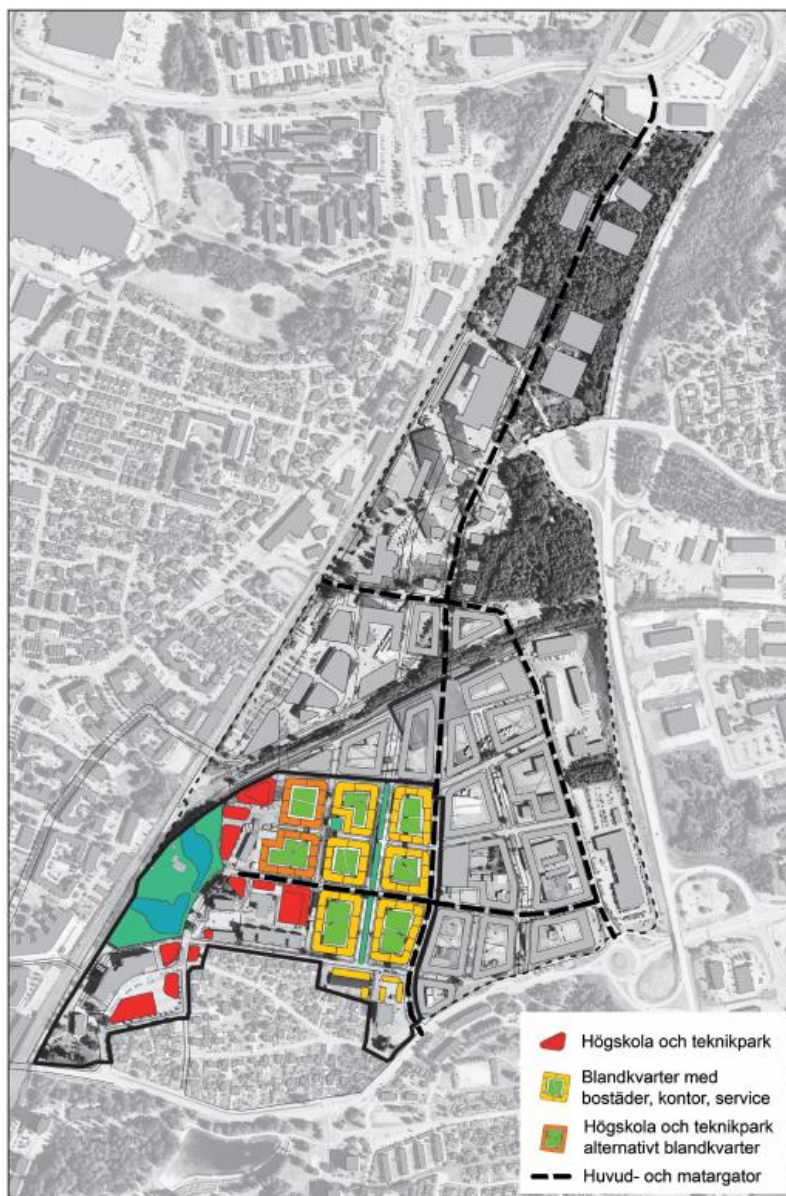 Högskola och teknikpark
Blandkvarter med
bostäder, kontor, service
Högskola och teknikpark
alternativt blandkvarter
Huvud- och matargator